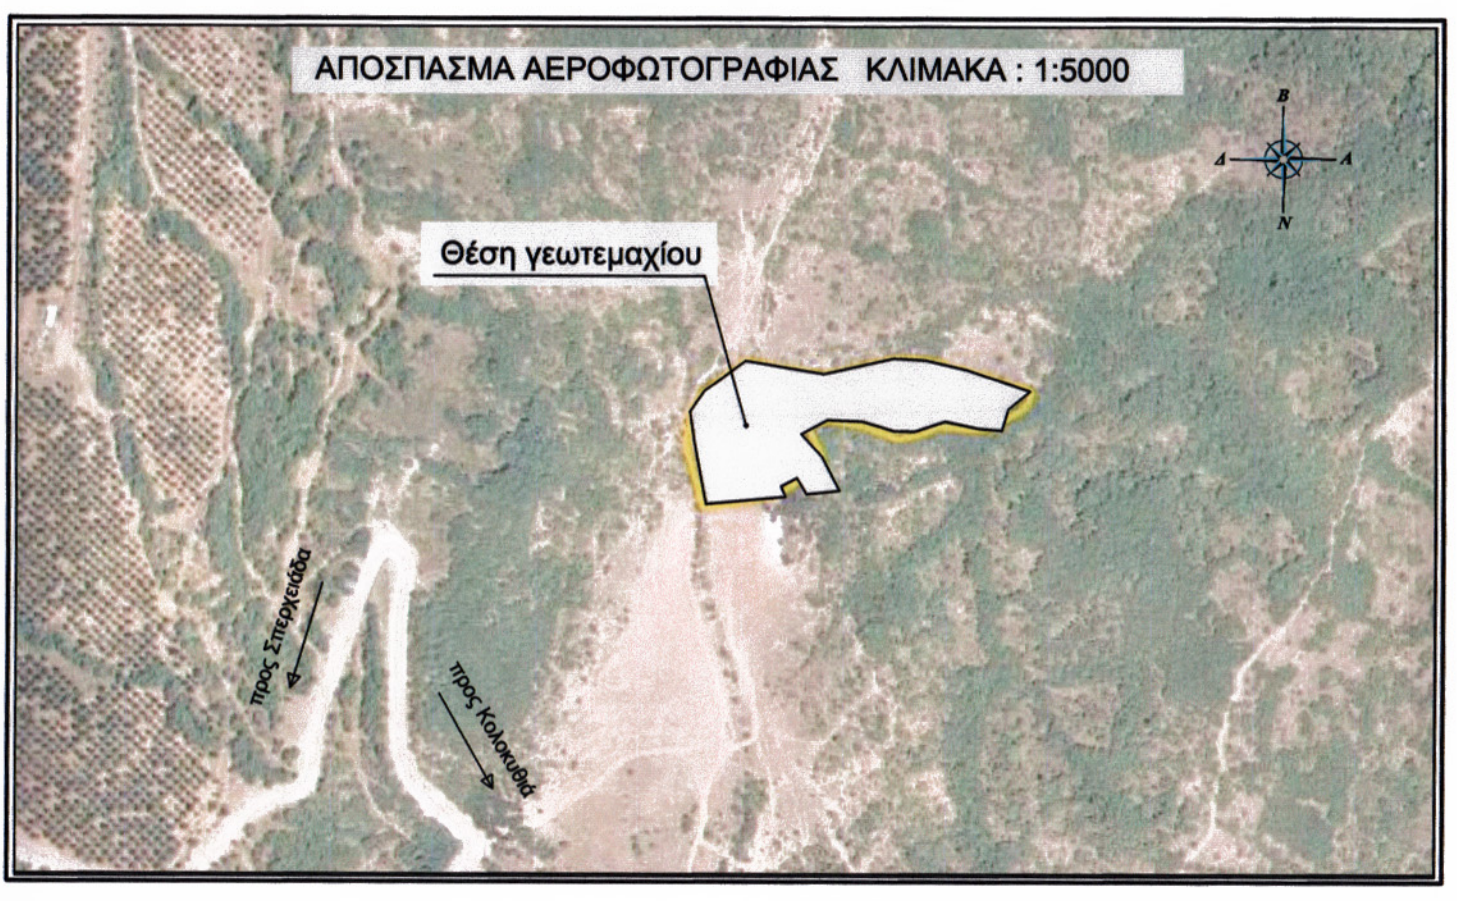 ΑΠΟΣΠΑΣΜΑ ΑΕΡΟΦΩΤΟΓΡΑΦΙΑΣ ΚΛΙΜΑΚΑ : 1:5000
Β
Δ Α
Ν
Θέση γεωτεμαχίου
προς Σπερχειάδα
προς Κολοκυθιά